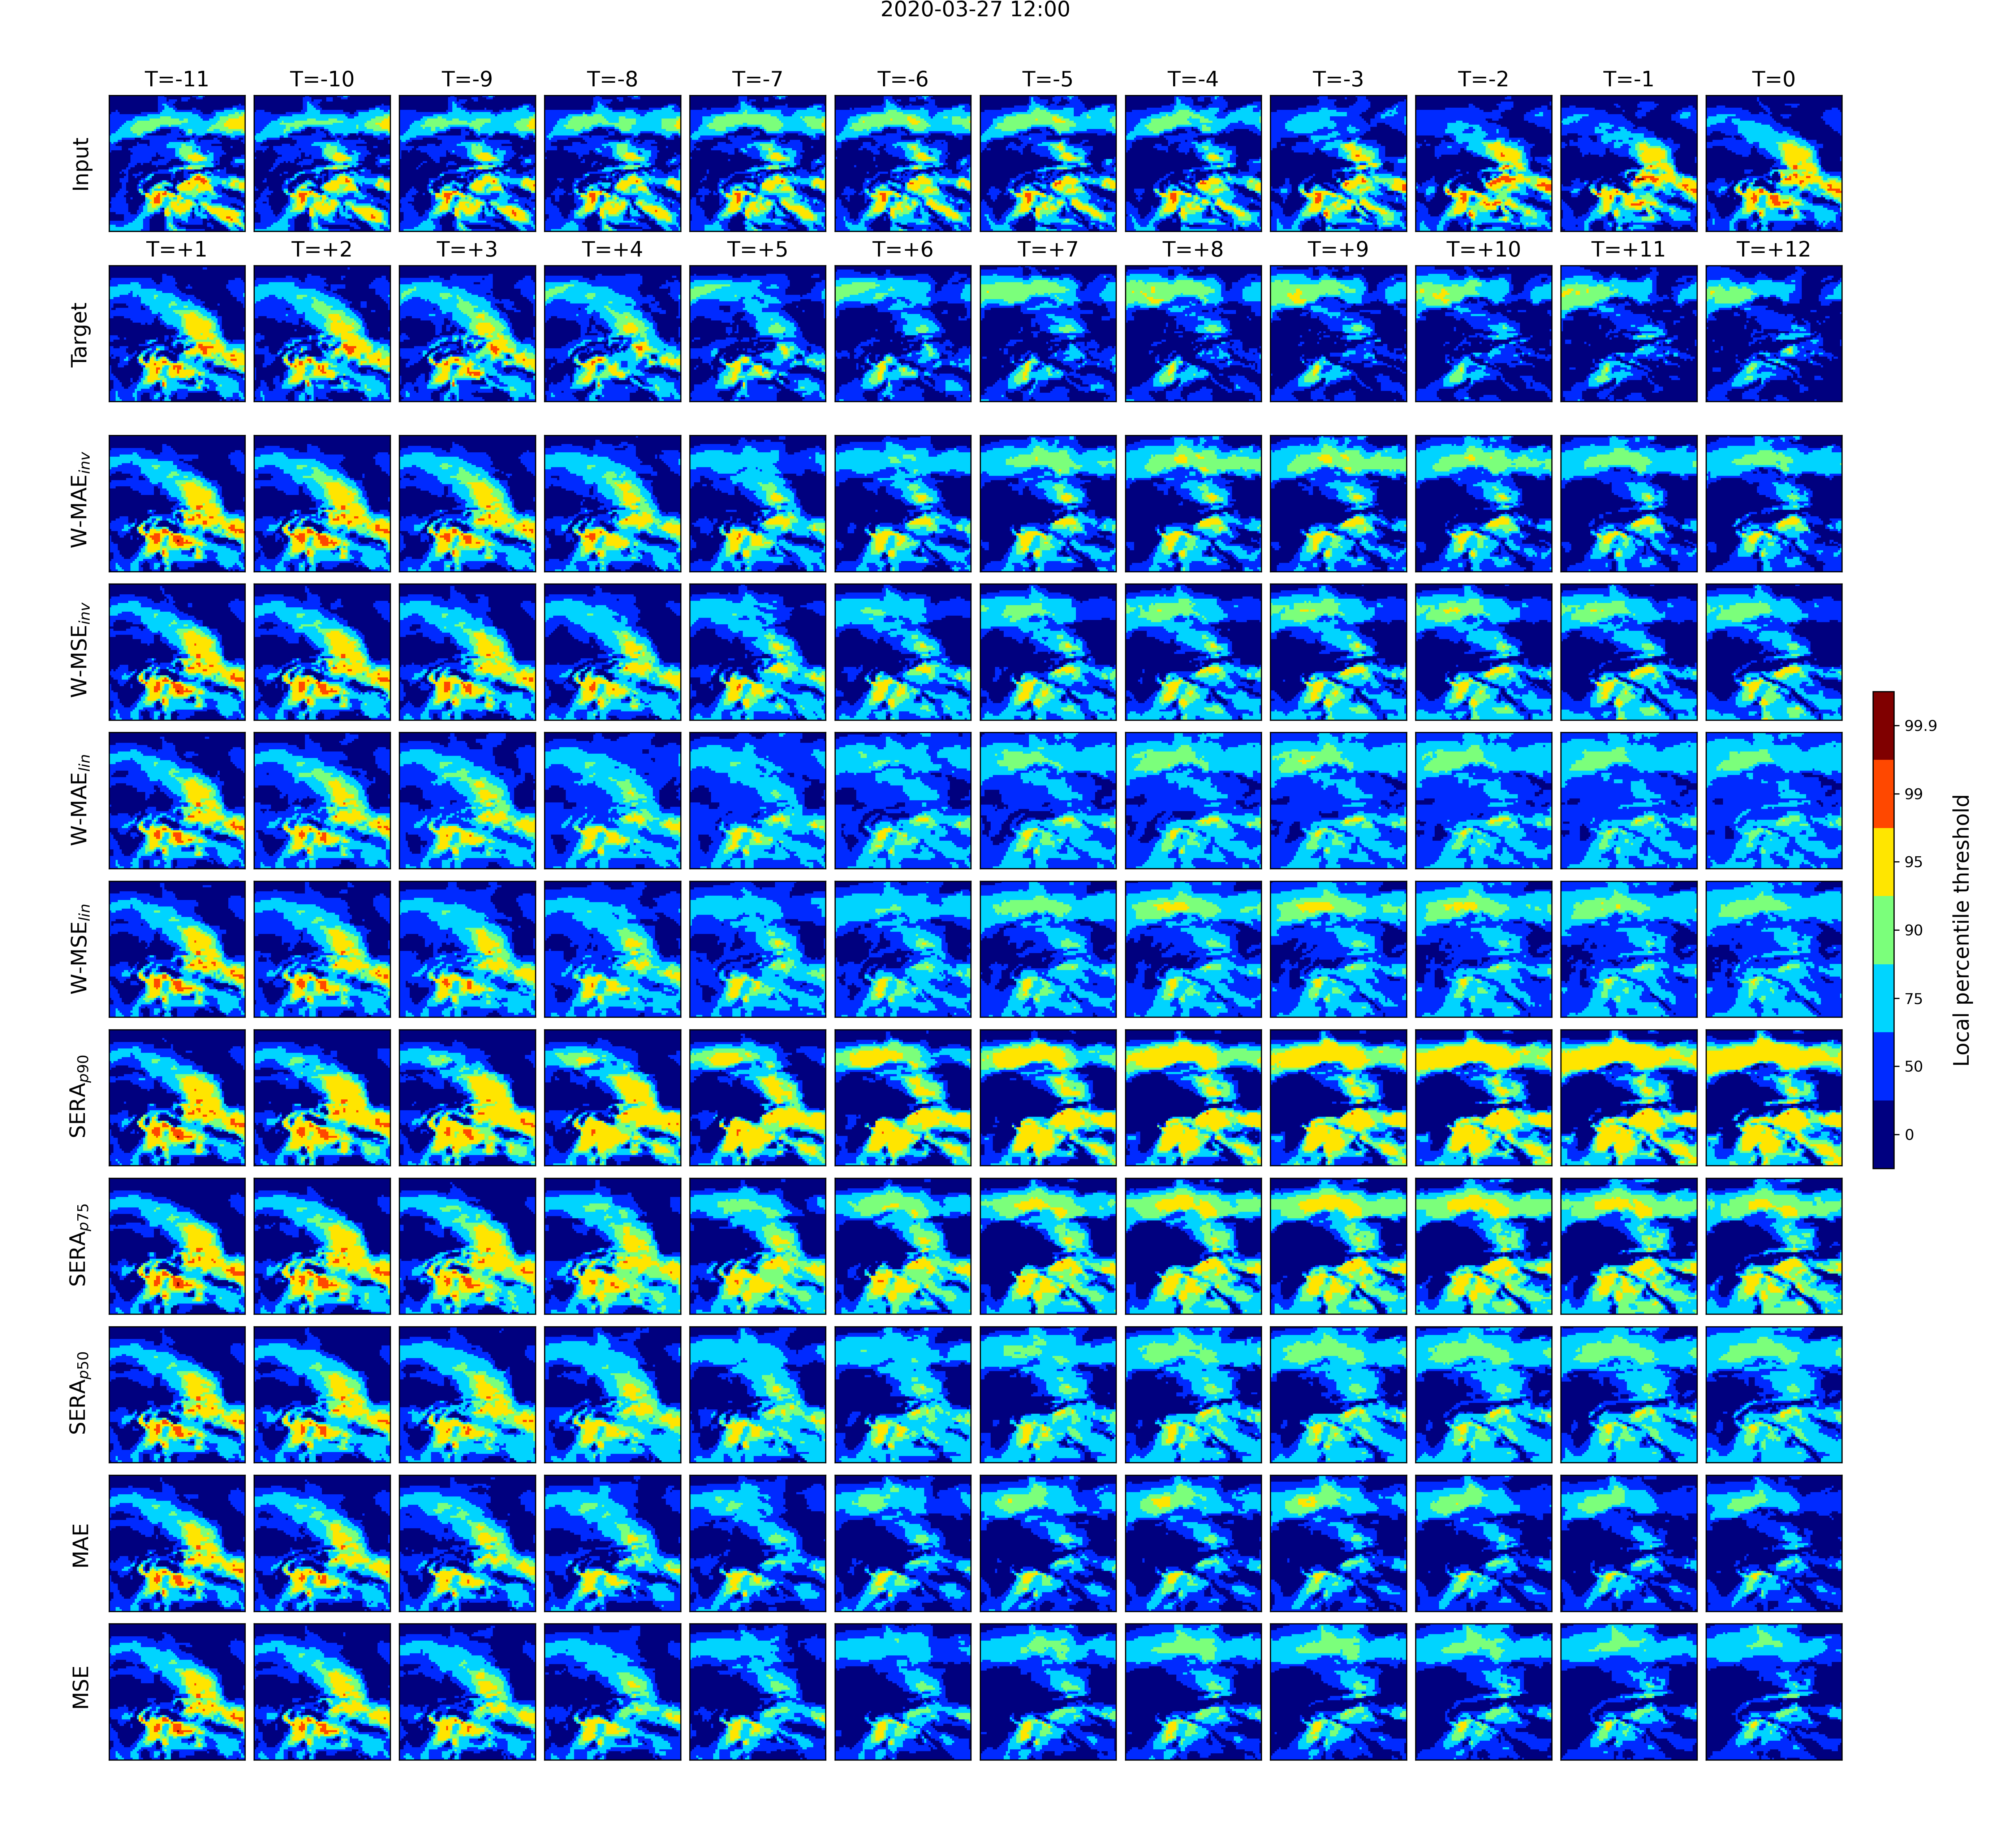 2020-03-27 12:00
T=-11 T=-10 T=-9 T=-8 T=-7 T=-6 T=-5 T=-4 T=-3 T=-2 T=-1 T=0
Input
T=+1 T=+2 T=+3 T=+4 T=+5 T=+6 T=+7 T=+8 T=+9 T=+10 T=+11 T=+12
Target
W-MAEinv
W-MSEinv
W-MAElin
W-MSElin
SERAp90
SERAp75
SERAp50
MAE
MSE
99.9
99
95
90
75
50
0
Local percentile threshold